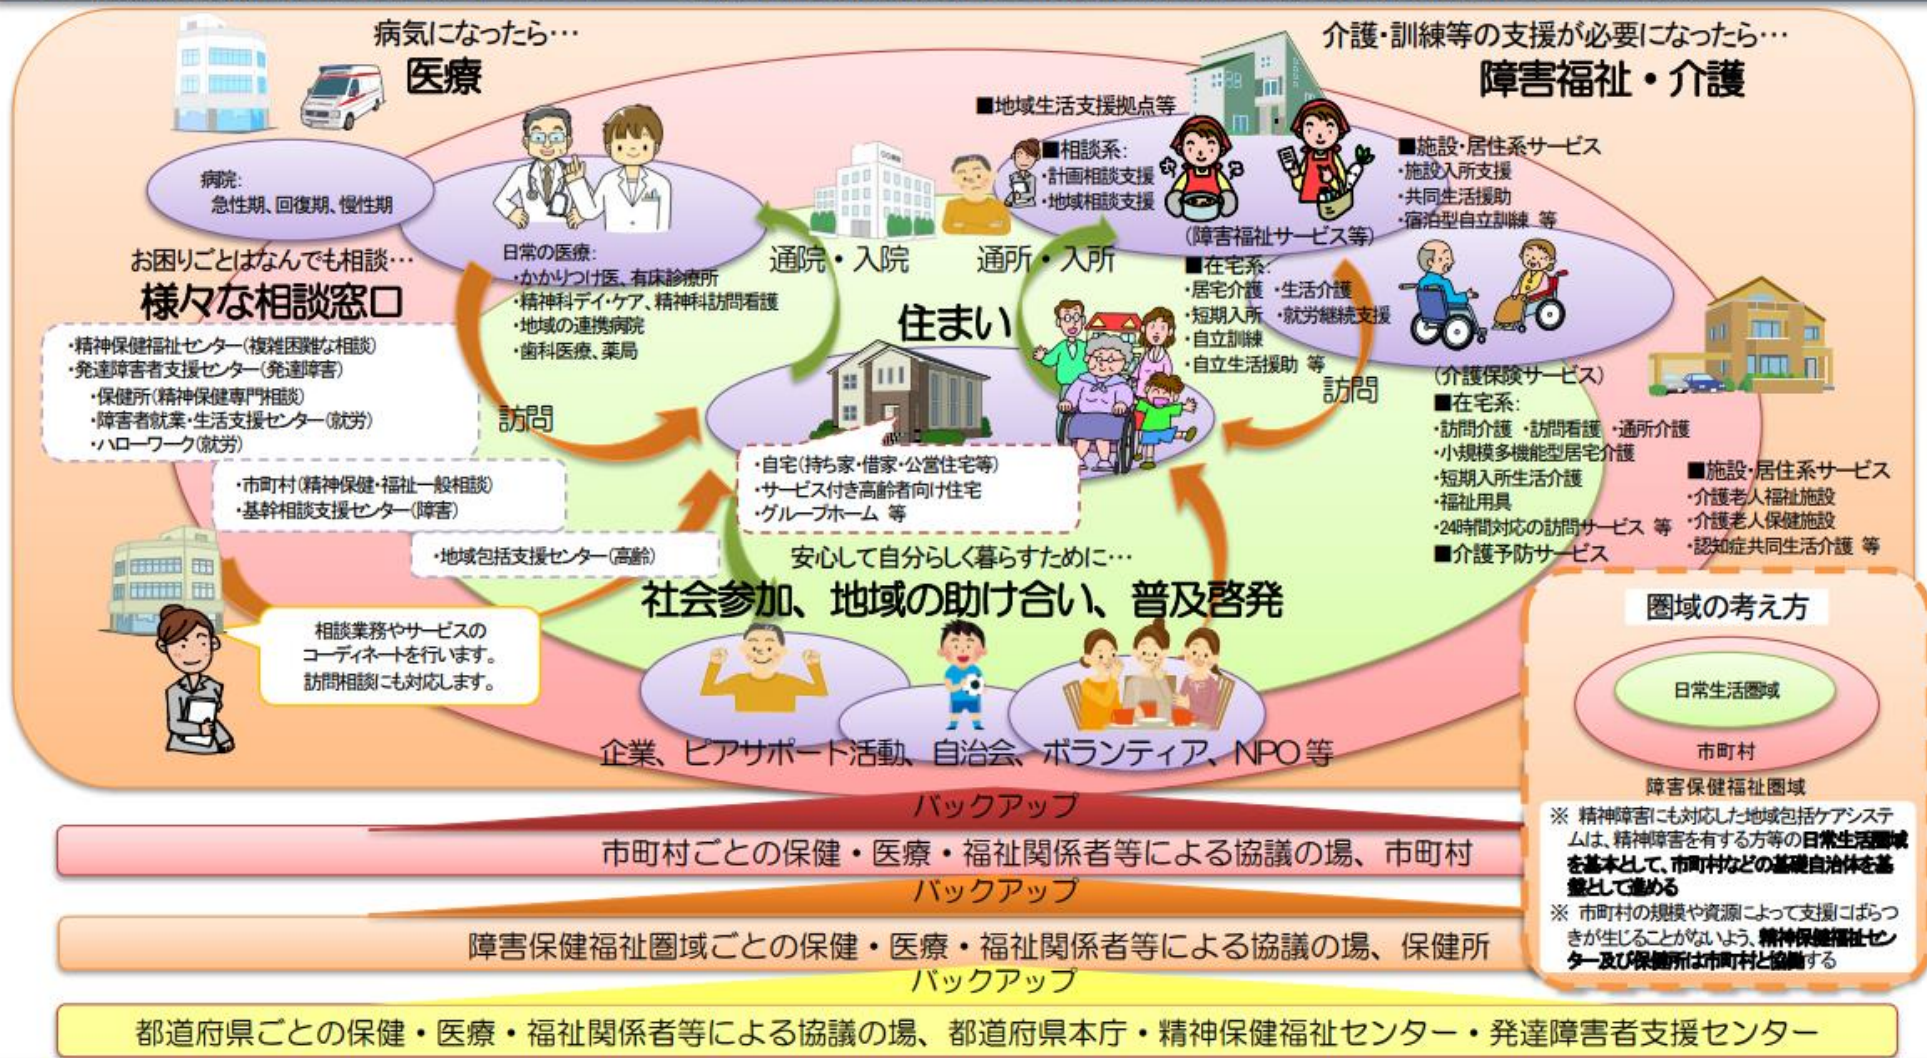 病気になったら…
医療
病院:
急性期、回復期、慢性期
日常の医療:
・かかりつけ医、有床診療所
・精神科デイ・ケア、精神科訪問看護
・地域の連携病院
・歯科医療、薬局
通院・入院
通所・入所
介護・訓練等の支援が必要になったら…
障害福祉・介護
■地域生活支援拠点等
■相談系:
・計画相談支援
・地域相談支援
■施設・居住系サービス
・施設入所支援
・共同生活援助
・宿泊型自立訓練 等
(障害福祉サービス等)
■在宅系:
・居宅介護 ・生活介護
・短期入所 ・就労継続支援
・自立訓練
・自立生活援助 等
訪問
(介護保険サービス)
■在宅系:
・訪問介護 ・訪問看護 ・通所介護
・小規模多機能型居宅介護
・短期入所生活介護
・福祉用具
・24時間対応の訪問サービス 等
■介護予防サービス
■施設・居住系サービス
・介護老人福祉施設
・介護老人保健施設
・認知症共同生活介護 等
お困りごとはなんでも相談…
様々な相談窓口
・精神保健福祉センター(複雑困難な相談)
・発達障害者支援センター(発達障害)
・保健所(精神保健専門相談)
・障害者就業・生活支援センター(就労)
・ハローワーク(就労)
・市町村(精神保健・福祉一般相談)
・基幹相談支援センター(障害)
・地域包括支援センター(高齢)
訪問
相談業務やサービスの
コーディネートを行います。
訪問相談にも対応します。
住まい
・自宅(持ち家・借家・公営住宅等)
・サービス付き高齢者向け住宅
・グループホーム 等
安心して自分らしく暮らすために…
社会参加、地域の助け合い、普及啓発
企業、ピアサポート活動、自治会、ボランティア、NPO 等
圏域の考え方
日常生活圏域
市町村
障害保健福祉圏域
※ 精神障害にも対応した地域包括ケアシステ
ムは、精神障害を有する方等の日常生活圏域
を基本として、市町村などの基礎自治体を基
盤として進める
※ 市町村の規模や資源によって支援にばらつ
きが生じることがないよう、精神保健福祉セン
ター及び保健所は市町村と協働する
バックアップ
市町村ごとの保健・医療・福祉関係者等による協議の場、市町村
バックアップ
障害保健福祉圏域ごとの保健・医療・福祉関係者等による協議の場、保健所
バックアップ
都道府県ごとの保健・医療・福祉関係者等による協議の場、都道府県本庁・精神保健福祉センター・発達障害者支援センター